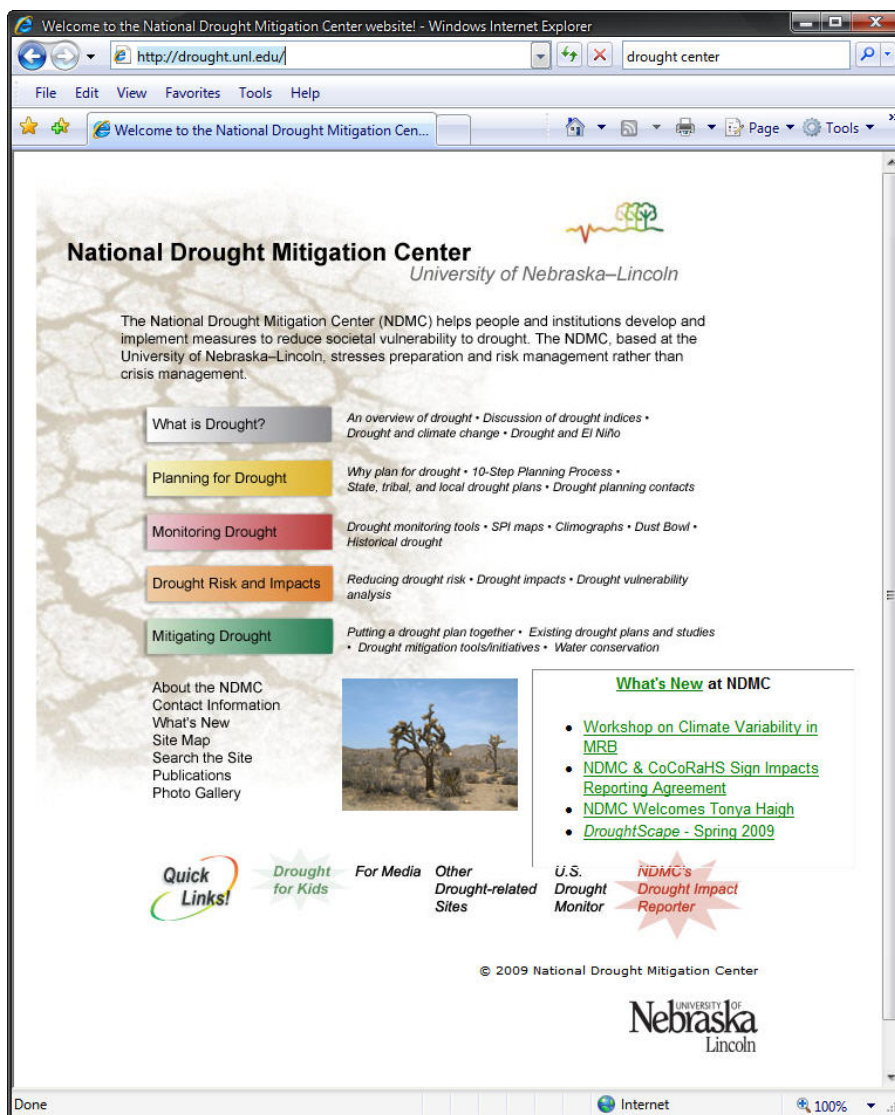 Welcome to the National Drought Mitigation Center website! - Windows Internet Explorer
http://drought.unl.edu/
drought center
File Edit View Favorites Tools Help
Welcome to the National Drought Mitigation Cen...
Page Tools »
National Drought Mitigation Center
University of Nebraska–Lincoln
The National Drought Mitigation Center (NDMC) helps people and institutions develop and
implement measures to reduce societal vulnerability to drought. The NDMC, based at the
University of Nebraska–Lincoln, stresses preparation and risk management rather than
crisis management.
What is Drought?
An overview of drought • Discussion of drought indices •
Drought and climate change • Drought and El Niño
Planning for Drought
Why plan for drought • 10-Step Planning Process •
State, tribal, and local drought plans • Drought planning contacts
Monitoring Drought
Drought monitoring tools • SPI maps • Climographs • Dust Bowl •
Historical drought
Drought Risk and Impacts
Reducing drought risk • Drought impacts • Drought vulnerability
analysis
Mitigating Drought
Putting a drought plan together • Existing drought plans and studies
• Drought mitigation tools/initiatives • Water conservation
About the NDMC
Contact Information
What's New
Site Map
Search the Site
Publications
Photo Gallery
What's New at NDMC
• Workshop on Climate Variability in
MRB
• NDMC & CoCoRaHS Sign Impacts
Reporting Agreement
• NDMC Welcomes Tonya Haigh
• DroughtScape - Spring 2009
Quick
Links!
Drought
for Kids
For Media
Other
Drought-related
Sites
U.S.
Drought
Monitor
NDMC's
Drought Impact
Reporter
© 2009 National Drought Mitigation Center
UNIVERSITY OF
Nebraska
Lincoln
Done Internet 100%